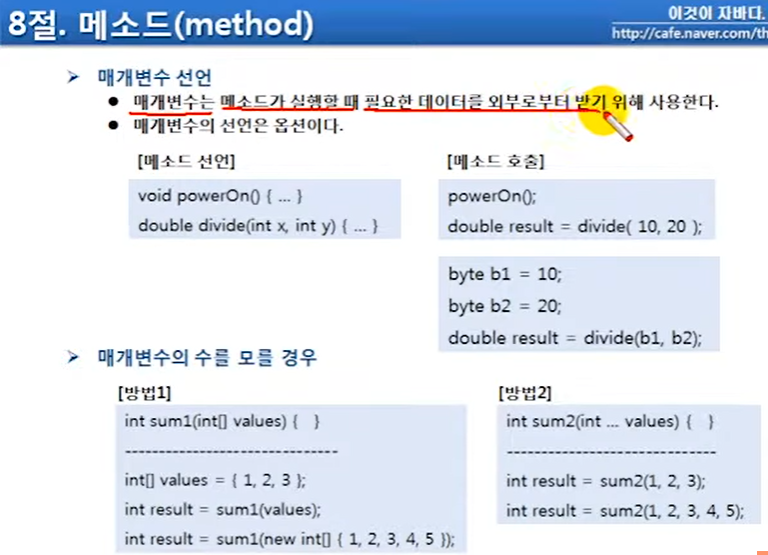 8절. 메소드(method)
이것이 자바다.
http://cafe.naver.com/th
매개변수 선언
매개변수는 메소드가 실행할 때 필요한 데이터를 외부로부터 받기 위해 사용한다.
매개변수의 선언은 옵션이다.
[메소드 선언]
void powerOn() { ... }
double divide(int x, int y) { ... }
[메소드 호출]
powerOn();
double result = divide( 10, 20 );
byte b1 = 10;
byte b2 = 20;
double result = divide(b1, b2);
매개변수의 수를 모를 경우
[방법1]
int sum1(int[] values) { }
-------------------------------
int[] values = { 1, 2, 3 };
int result = sum1(values);
int result = sum1(new int[] { 1, 2, 3, 4, 5 });
[방법2]
int sum2(int ... values) { }
-------------------------------
int result = sum2(1, 2, 3);
int result = sum2(1, 2, 3, 4, 5);